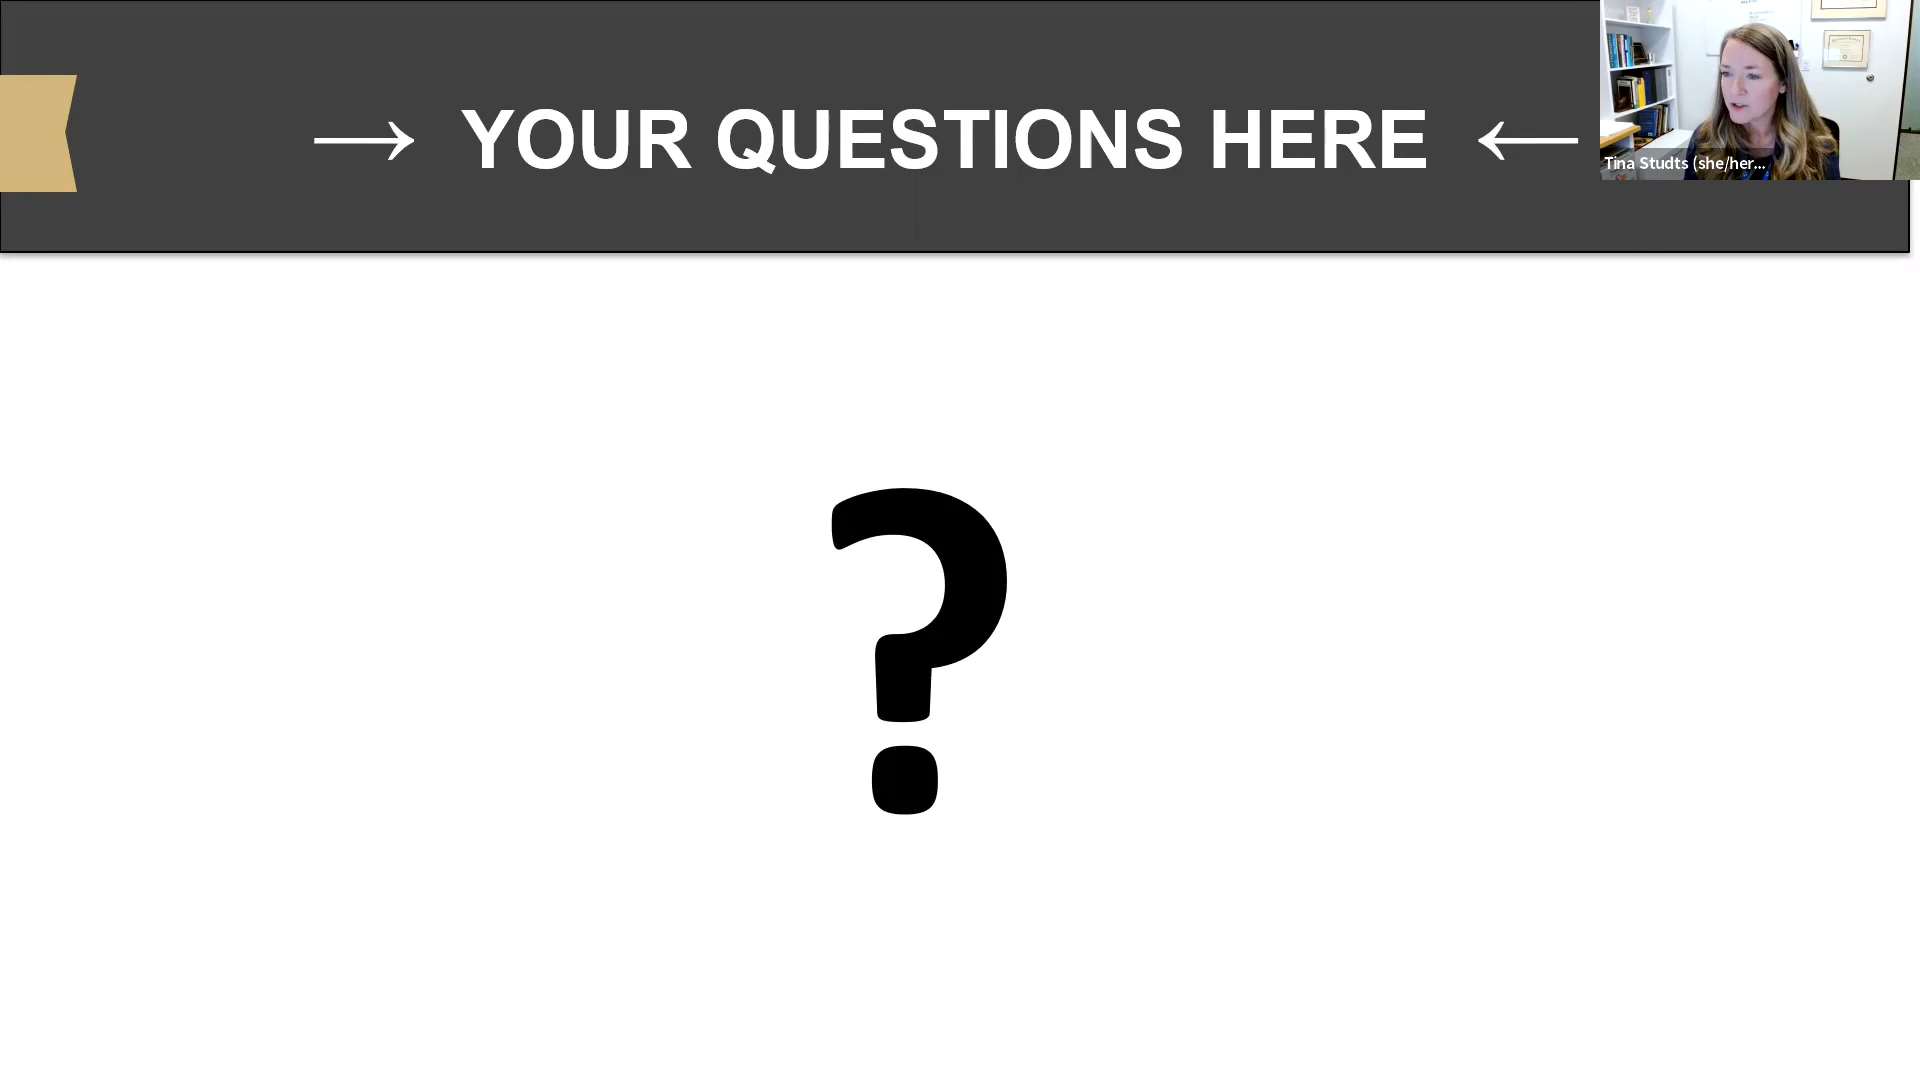 → YOUR QUESTIONS HERE ←
Tina Studts (she/her...
?